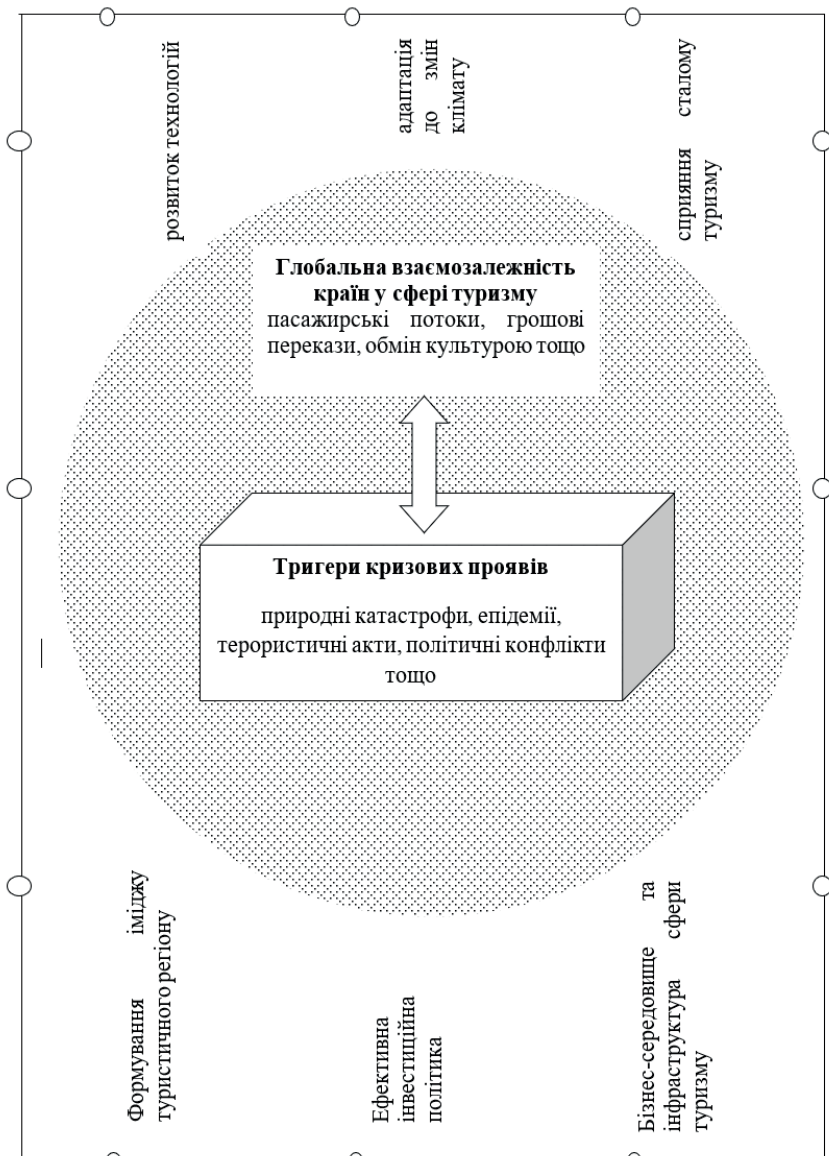 розвиток технологій
адаптація
до змін
клімату
сприяння сталому
туризму
Глобальна взаємозалежність
країн у сфері туризму
пасажирські потоки, грошові
перекази, обмін культурою тощо
Тригери кризових проявів
природні катастрофи, епідемії,
терористичні акти, політичні конфлікти
тощо
Формування іміджу
туристичного регіону
Ефективна
інвестиційна
політика
Бізнес-середовище та
інфраструктура сфери
туризму